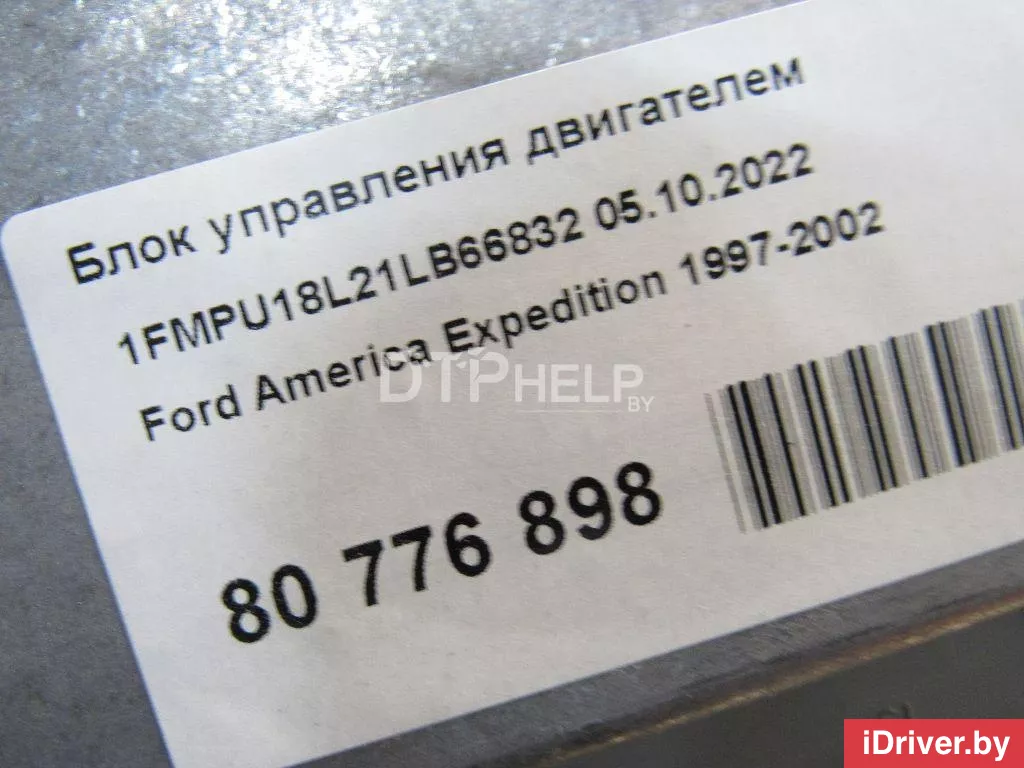 Блок управления двигателем
1FMPU18L21LB66832 05.10.2022
Ford America Expedition 1997-2002
DTPHELP
BY
80 776 898
iDriver.by